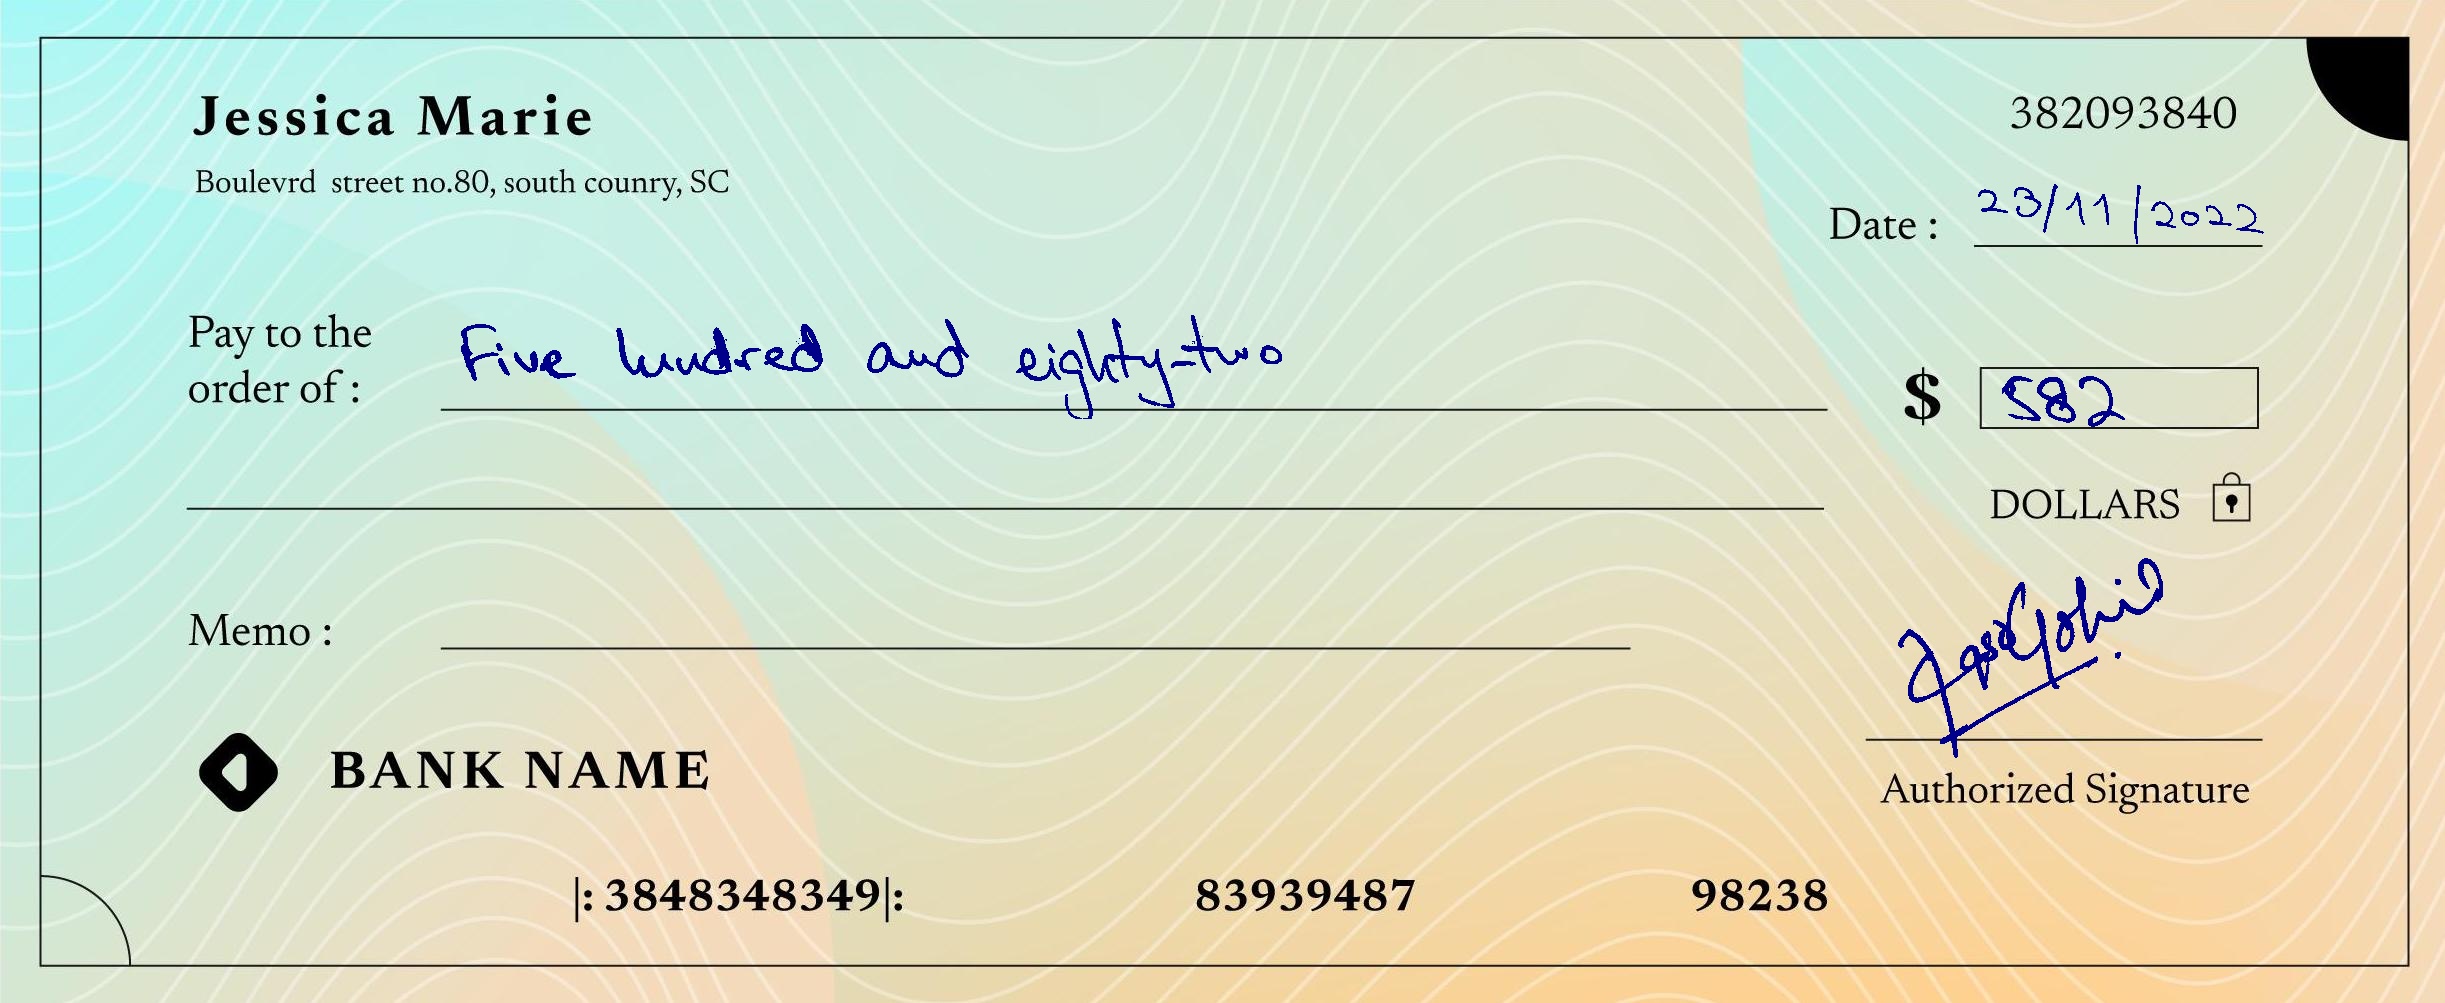 Jessica Marie
382093840
Boulevrd street no.80, south counry, SC
Date : 23/11/2022
Pay to the
order of : Five hundred and eighty-two
$ 582
DOLLARS
Memo :
BANK NAME
Authorized Signature
|: 3848348349|: 83939487 98238